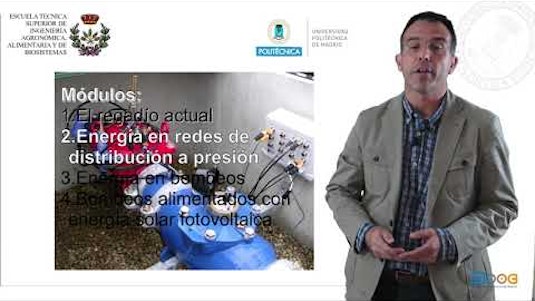 ESCUELA TÉCNICA
SUPERIOR DE
INGENIERÍA
AGRONÓMICA,
ALIMENTARIA Y DE
BIOSISTEMAS
POLITÉCNICA
UNIVERSIDAD
POLITÉCNICA
DE MADRID
Módulos:
1.El regadío actual
2.Energía en redes de
distribución a presión
3.Energía en bombeos
4.Bombeos alimentados con
energía solar fotovoltaica